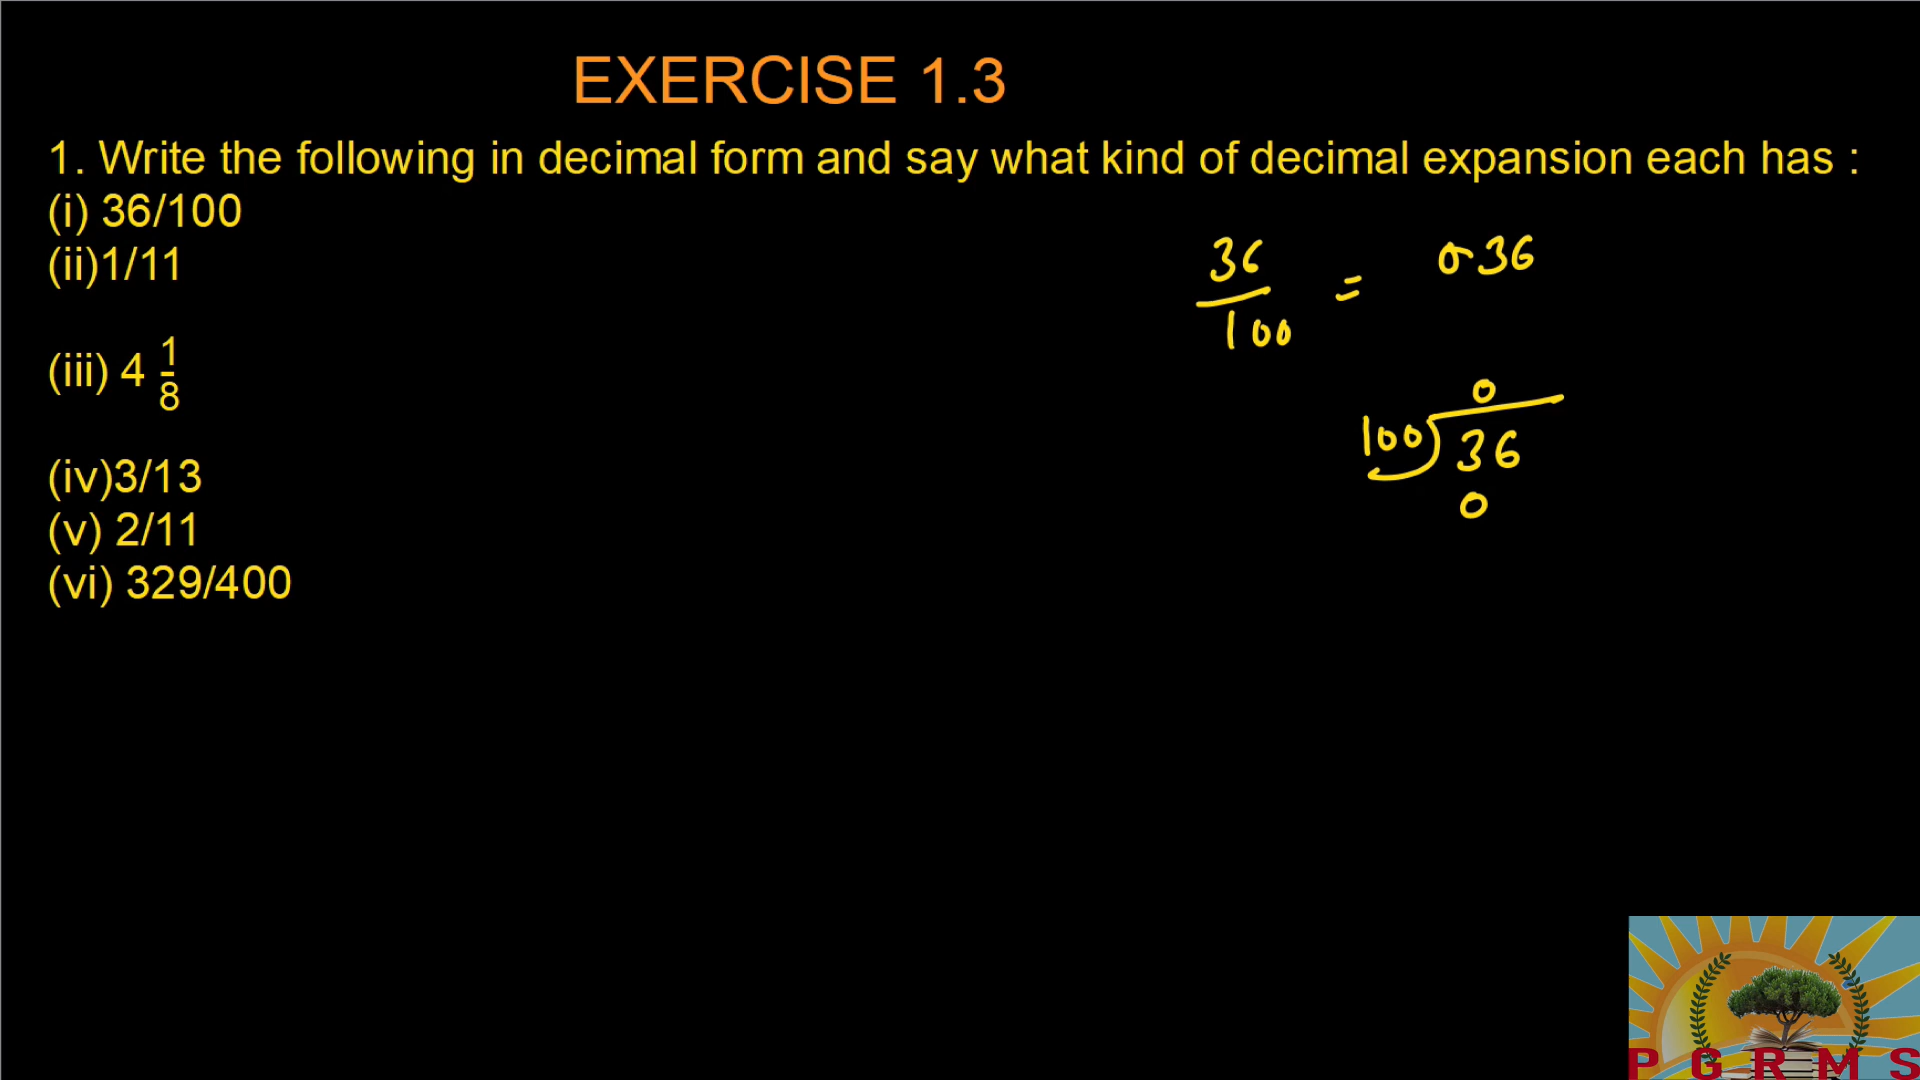 EXERCISE 1.3
1. Write the following in decimal form and say what kind of decimal expansion each has :
(i) 36/100
(ii)1/11
(iii) 4 1/8
(iv)3/13
(v) 2/11
(vi) 329/400
36/100 = 0.36
0
100) 36
0
P G R M S